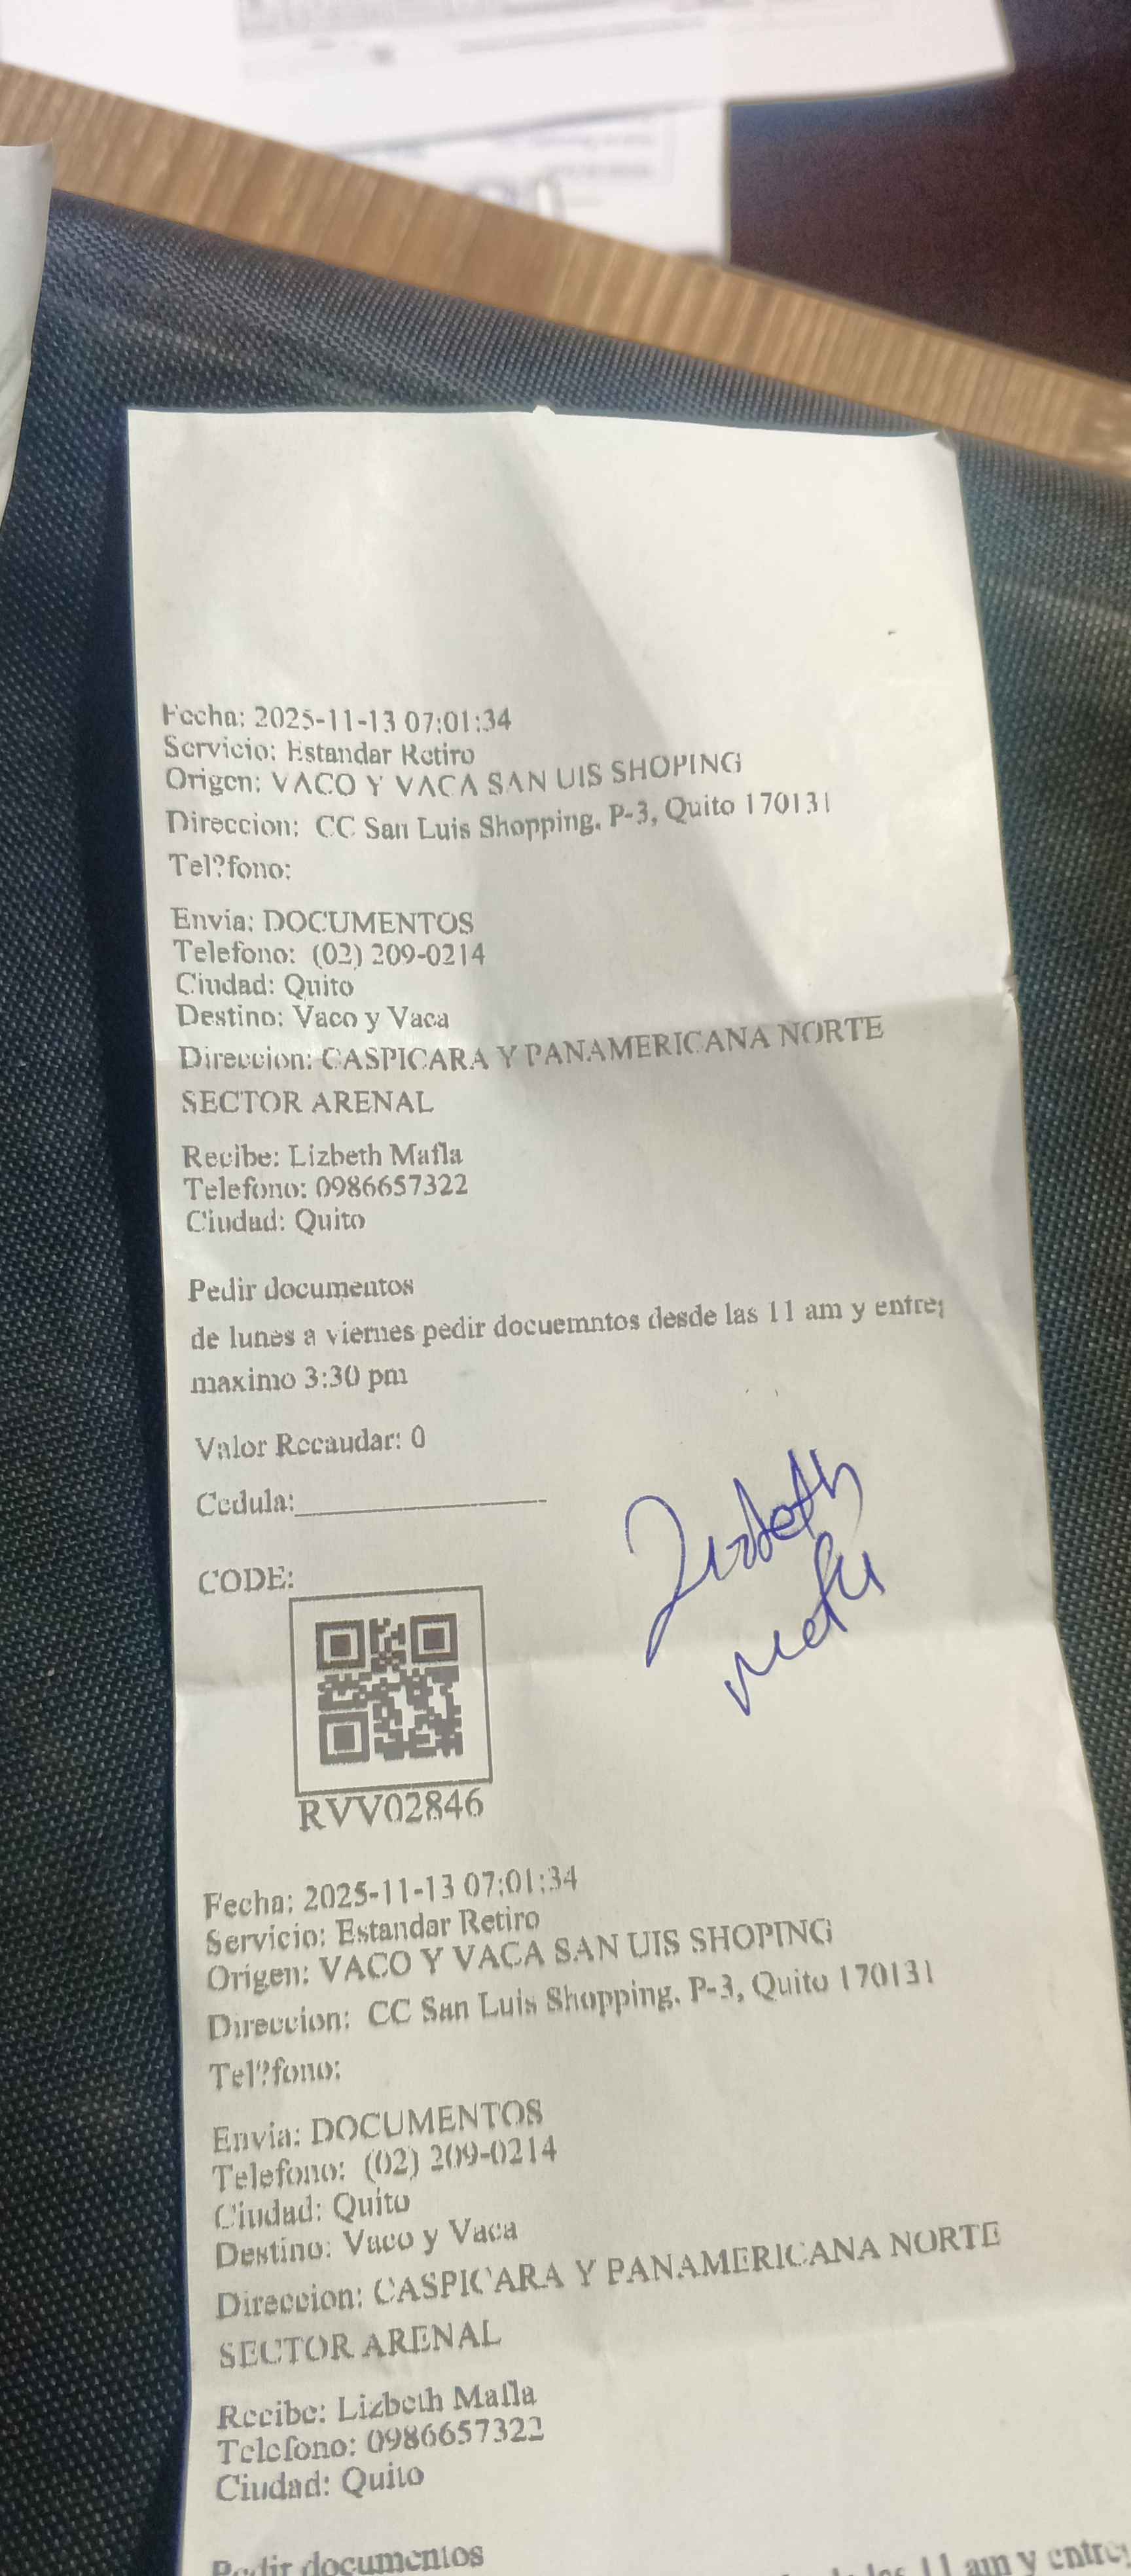 Fecha: 2025-11-13 07:01:34
Servicio: Estandar Retiro
Origen: VACO Y VACA SAN UIS SHOPING
Direccion: CC San Luis Shopping, P-3, Quito 170131
Tel?fono:
Envia: DOCUMENTOS
Telefono: (02) 209-0214
Ciudad: Quito
Destino: Vaco y Vaca
Direccion: CASPICARA Y PANAMERICANA NORTE
SECTOR ARENAL
Recibe: Lizbeth Mafla
Telefono: 0986657322
Ciudad: Quito
Pedir documentos
de lunes a viernes pedir docuemntos desde las 11 am y entre
maximo 3:30 pm
Valor Recaudar: 0
Cedula:
Lizbeth
Mafla
CODE:
RVV02846
Fecha: 2025-11-13 07:01:34
Servicio: Estandar Retiro
Origen: VACO Y VACA SAN UIS SHOPING
Direccion: CC San Luis Shopping, P-3, Quito 170131
Tel?fono:
Envia: DOCUMENTOS
Telefono: (02) 209-0214
Ciudad: Quito
Destino: Vaco y Vaca
Direccion: CASPICARA Y PANAMERICANA NORTE
SECTOR ARENAL
Recibe: Lizbeth Mafla
Telefono: 0986657322
Ciudad: Quito
Pedir documentos
las 11 am y entre